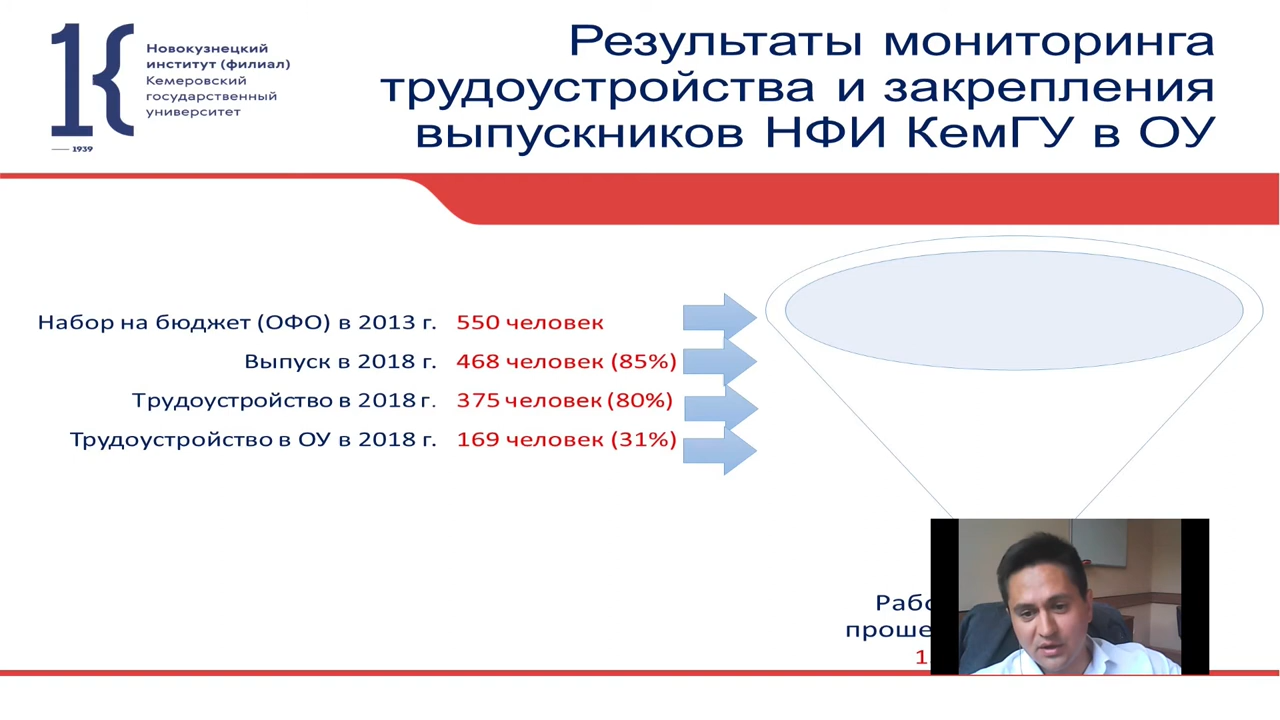 Новокузнецкий
институт (филиал)
Кемеровский
государственный
университет
1939
Результаты мониторинга
трудоустройства и закрепления
выпускников НФИ КемГУ в ОУ
Набор на бюджет (ОФО) в 2013 г. 550 человек
Выпуск в 2018 г. 468 человек (85%)
Трудоустройство в 2018 г. 375 человек (80%)
Трудоустройство в ОУ в 2018 г. 169 человек (31%)